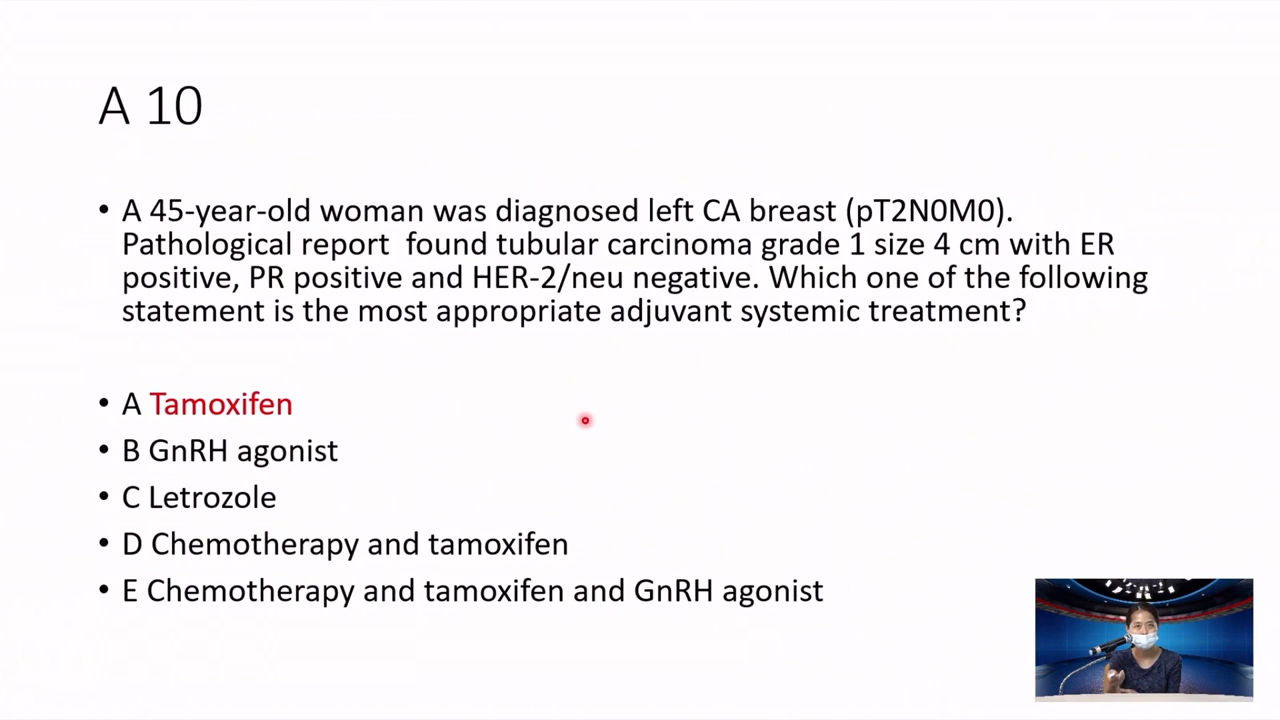 A 10
• A 45-year-old woman was diagnosed left CA breast (pT2N0M0).
Pathological report  found tubular carcinoma grade 1 size 4 cm with ER
positive, PR positive and HER-2/neu negative. Which one of the following
statement is the most appropriate adjuvant systemic treatment?
• A Tamoxifen
• B GnRH agonist
• C Letrozole
• D Chemotherapy and tamoxifen
• E Chemotherapy and tamoxifen and GnRH agonist